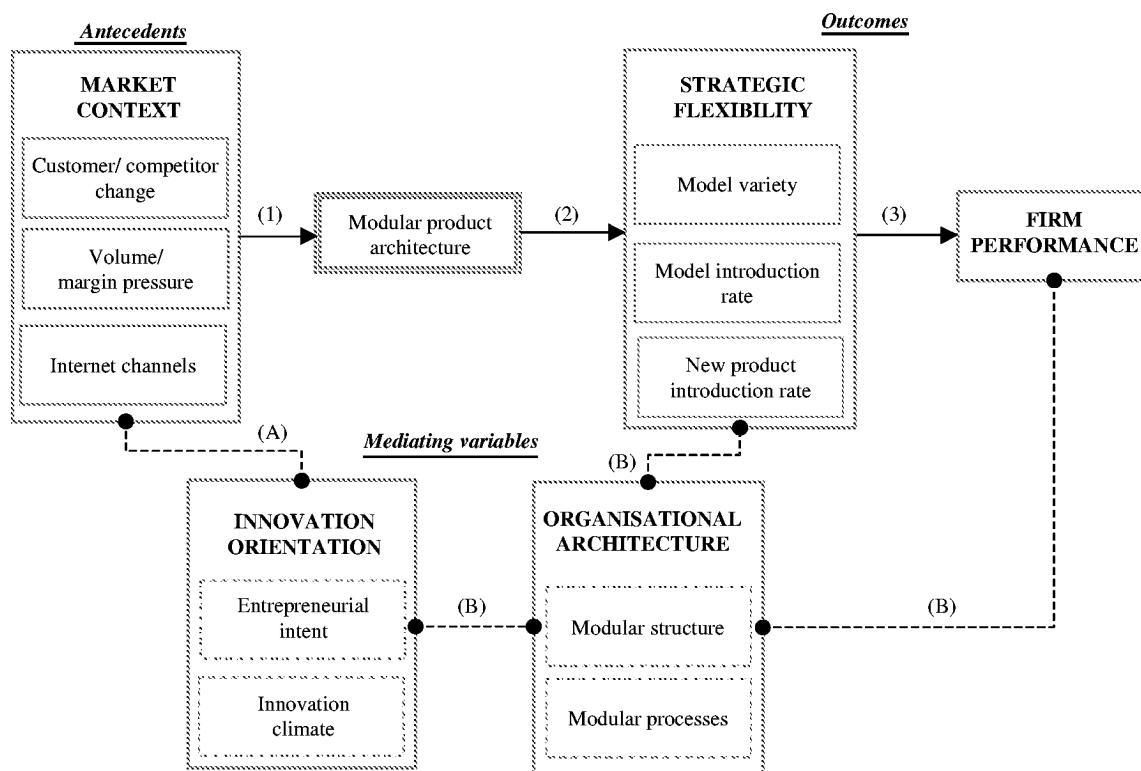 Antecedents
Outcomes
MARKET
CONTEXT
Customer/ competitor
change
Volume/
margin pressure
Internet channels
(1)
Modular product
architecture
(2)
STRATEGIC
FLEXIBILITY
Model variety
Model introduction
rate
New product
introduction rate
(3)
FIRM
PERFORMANCE
(A)
Mediating variables
(B)
INNOVATION
ORIENTATION
Entrepreneurial
intent
Innovation
climate
(B)
ORGANISATIONAL
ARCHITECTURE
Modular structure
Modular processes
(B)